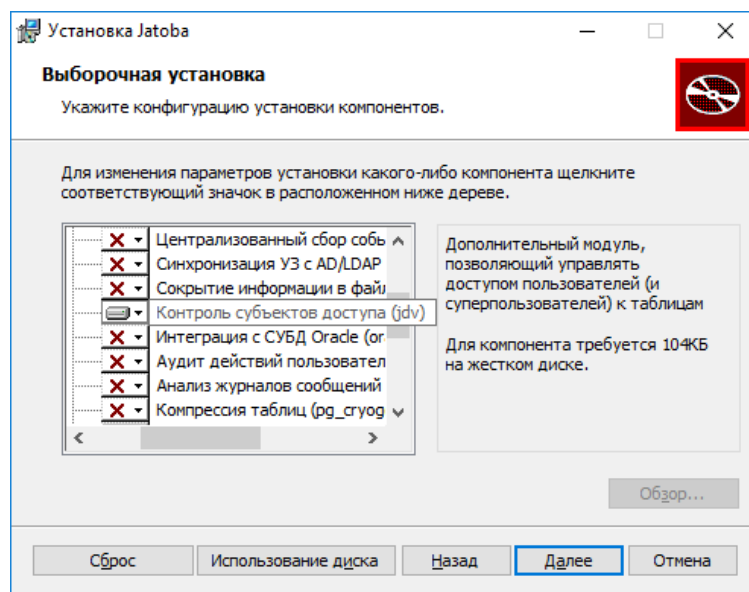 Установка Jatoba
Выборочная установка
Укажите конфигурацию установки компонентов.
Для изменения параметров установки какого-либо компонента щелкните
соответствующий значок в расположенном ниже дереве.
Централизованный сбор собы
Синхронизация УЗ с AD/LDAP
Сокрытие информации в файл
Контроль субъектов доступа (jdv)
Интеграция с СУБД Oracle (or
Аудит действий пользовател
Анализ журналов сообщений
Компрессия таблиц (pg_cryog
Дополнительный модуль,
позволяющий управлять
доступом пользователей (и
суперпользователей) к таблицам
Для компонента требуется 104КБ
на жестком диске.
Обзор...
Сброс Использование диска Назад Далее Отмена